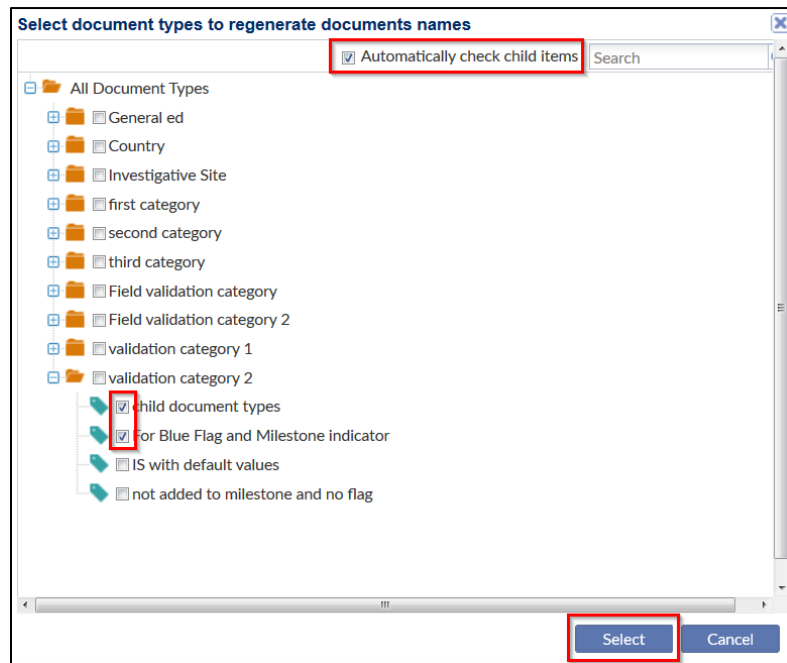 Select document types to regenerate documents names
Automatically check child items Search
All Document Types
General ed
Country
Investigative Site
first category
second category
third category
Field validation category
Field validation category 2
validation category 1
validation category 2
child document types
For Blue Flag and Milestone indicator
IS with default values
not added to milestone and no flag
Select Cancel